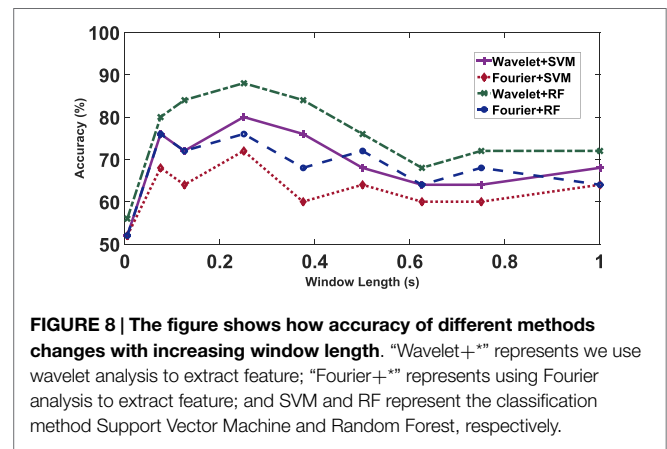 100
90
80
70
60
50
Accuracy (%)
Wavelet+SVM
Fourier+SVM
Wavelet+RF
Fourier+RF
0 0.2 0.4 0.6 0.8 1
Window Length (s)
FIGURE 8 | The figure shows how accuracy of different methods
changes with increasing window length. “Wavelet+*” represents we use
wavelet analysis to extract feature; “Fourier+*” represents using Fourier
analysis to extract feature; and SVM and RF represent the classification
method Support Vector Machine and Random Forest, respectively.